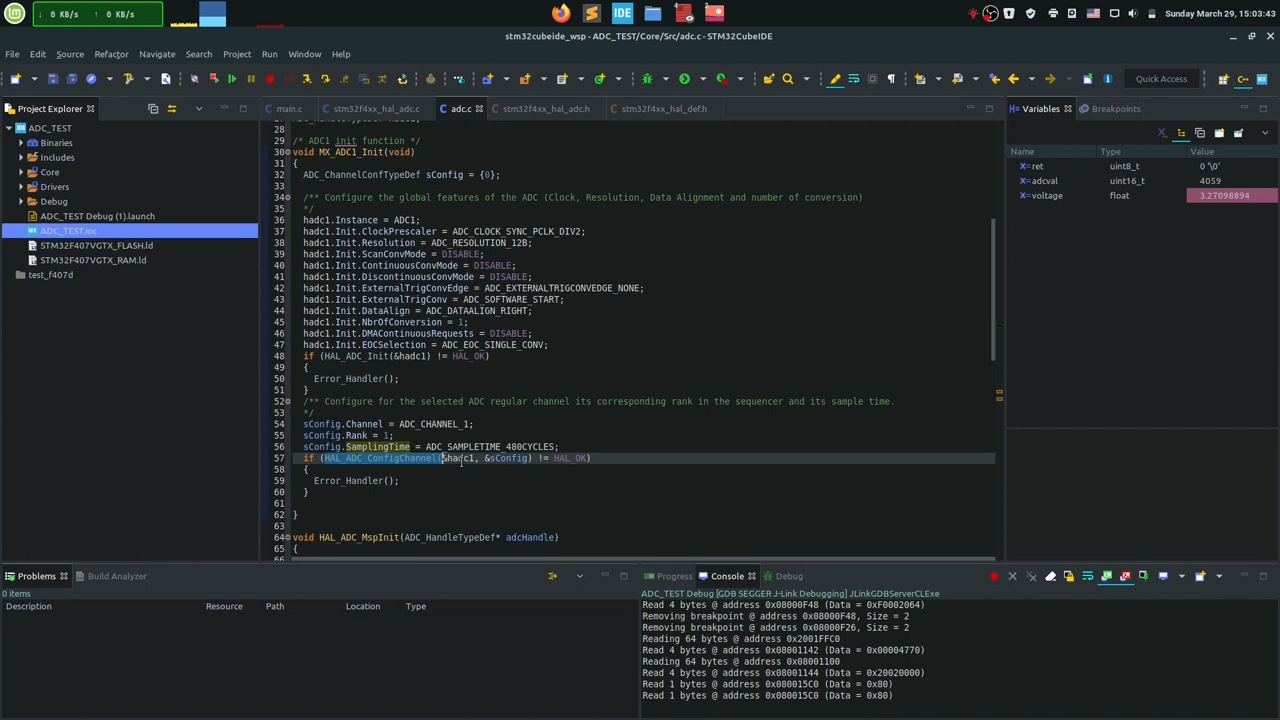 0 KB/s 0 KB/s
IDE
4
Sunday March 29, 15:03:43
stm32cubeide_wsp - ADC_TEST/Core/Src/adc.c - STM32CubeIDE
File Edit Source Refactor Navigate Search Project Run Window Help
Quick Access
Project Explorer
ADC_TEST
Binaries
Includes
Core
Drivers
Debug
ADC_TEST Debug (1).launch
ADC_TEST.ioc
STM32F407VGTX_FLASH.ld
STM32F407VGTX_RAM.ld
test_f407d
main.c stm32f4xx_hal_adc.c adc.c stm32f4xx_hal_adc.h stm32f4xx_hal_def.h
28
29 /* ADC1 init function */
30 void MX_ADC1_Init(void)
31 {
32 ADC_ChannelConfTypeDef sConfig = {0};
33
34 /** Configure the global features of the ADC (Clock, Resolution, Data Alignment and number of conversion)
35 */
36 hadc1.Instance = ADC1;
37 hadc1.Init.ClockPrescaler = ADC_CLOCK_SYNC_PCLK_DIV2;
38 hadc1.Init.Resolution = ADC_RESOLUTION_12B;
39 hadc1.Init.ScanConvMode = DISABLE;
40 hadc1.Init.ContinuousConvMode = DISABLE;
41 hadc1.Init.DiscontinuousConvMode = DISABLE;
42 hadc1.Init.ExternalTrigConvEdge = ADC_EXTERNALTRIGCONVEDGE_NONE;
43 hadc1.Init.ExternalTrigConv = ADC_SOFTWARE_START;
44 hadc1.Init.DataAlign = ADC_DATAALIGN_RIGHT;
45 hadc1.Init.NbrOfConversion = 1;
46 hadc1.Init.DMAContinuousRequests = DISABLE;
47 hadc1.Init.EOCSelection = ADC_EOC_SINGLE_CONV;
48 if (HAL_ADC_Init(&hadc1) != HAL_OK)
49 {
50 Error_Handler();
51 }
52 /** Configure for the selected ADC regular channel its corresponding rank in the sequencer and its sample time.
53 */
54 sConfig.Channel = ADC_CHANNEL_1;
55 sConfig.Rank = 1;
56 sConfig.SamplingTime = ADC_SAMPLETIME_480CYCLES;
57 if (HAL_ADC_ConfigChannel(&hadc1, &sConfig) != HAL_OK)
58 {
59 Error_Handler();
60 }
61
62 }
63
64 void HAL_ADC_MspInit(ADC_HandleTypeDef* adcHandle)
65 {
Variables Breakpoints
Name Type Value
ret uint8_t 0 '\0'
adcval uint16_t 4059
voltage float 3.27098894
Problems Build Analyzer
0 items
Description Resource Path Location Type
Progress Console Debug
ADC_TEST Debug [GDB SEGGER J-Link Debugging] JLinkGDBServerCLExe
Read 4 bytes @ address 0x08000F48 (Data = 0xF0002064)
Removing breakpoint @ address 0x08000F48, Size = 2
Removing breakpoint @ address 0x08000F26, Size = 2
Reading 64 bytes @ address 0x2001FFC0
Read 4 bytes @ address 0x08001142 (Data = 0x00004770)
Reading 64 bytes @ address 0x08001100
Read 4 bytes @ address 0x08001144 (Data = 0x20020000)
Read 1 bytes @ address 0x080015C0 (Data = 0x80)
Read 1 bytes @ address 0x080015C0 (Data = 0x80)